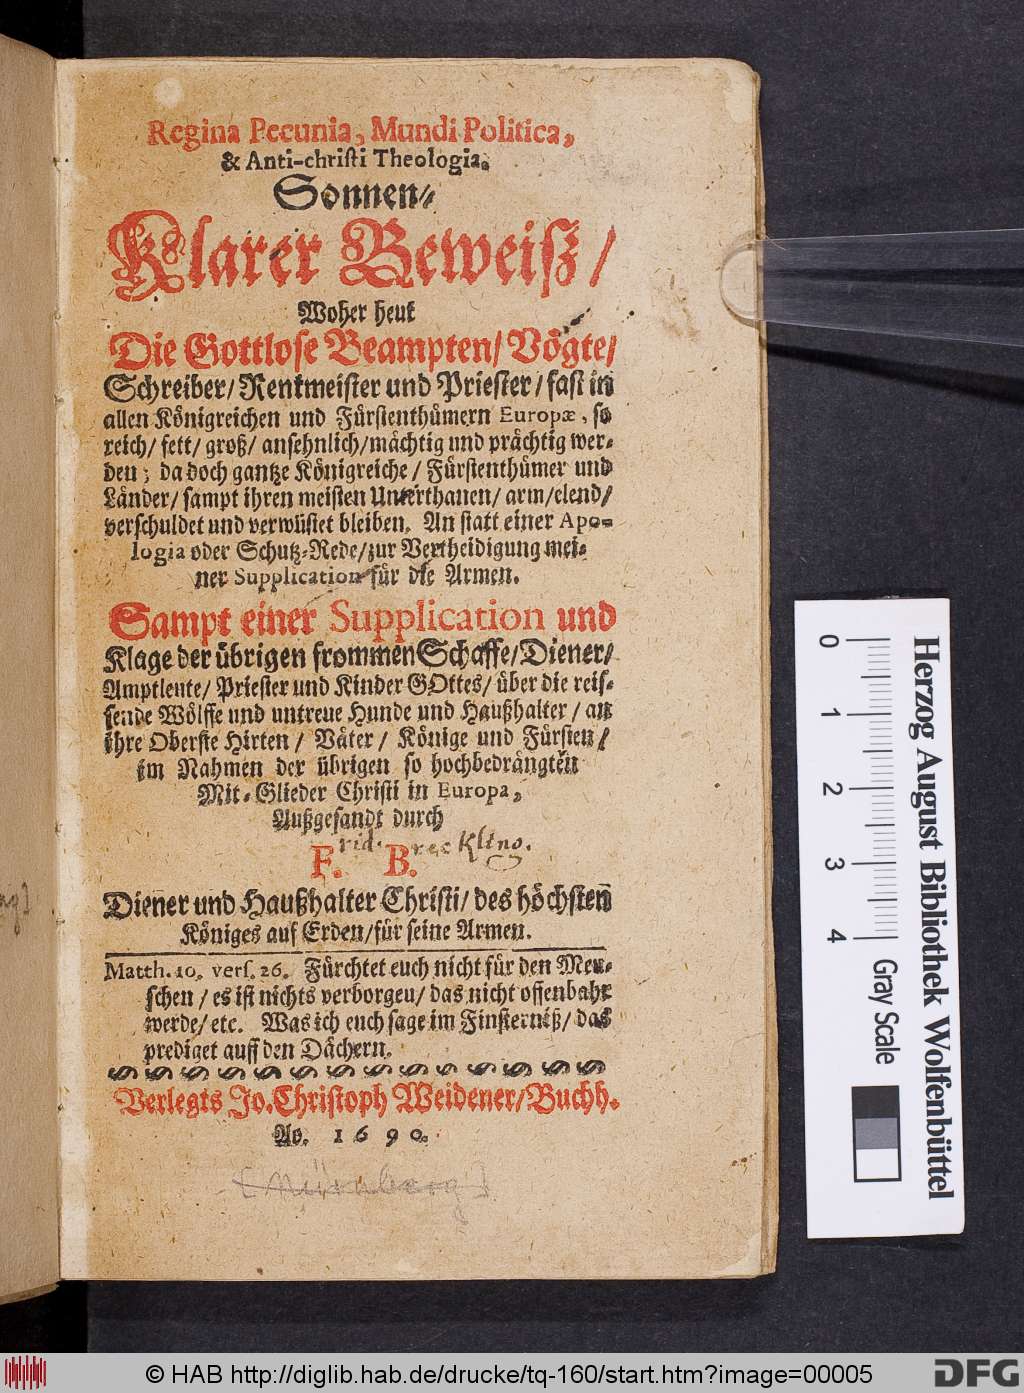 Regina Pecunia, Mundi Politica,
& Anti-christi Theologia.
Sonnen-
Klarer Beweiß/
Woher heut
Die Gottlose Beampten/ Vögte/
Schreiber/ Rentmeister und Priester/ fast in
allen Königreichen und Fürstenthümern Europæ, so
reich/ fett/ groß/ ansehnlich/ mächtig und prächtig wer-
den; da doch gantze Königreiche/ Fürstenthümer und
Länder/ sampt ihren meisten Unterthanen/ arm/ elend/
verschuldet und verwüstet bleiben. An statt einer Apo-
logia oder Schutz-Rede/ zur Vertheidigung mei-
ner Supplication für die Armen.
Sampt einer Supplication und
Klage der übrigen frommen Schaffe/ Diener/
Amptleute/ Priester und Kinder GOttes/ über die reis-
sende Wölffe und untreue Hunde und Haußhalter/ an
ihre Oberste Hirten/ Väter/ Könige und Fürsten/
im Nahmen der übrigen so hochbedrängten
Mit-Glieder Christi in Europa,
Außgesandt durch
rid. reckling.
F. B.
Diener und Haußhalter Christi/ des höchsten
Königes auf Erden/ für seine Armen.
Matth. 10. vers. 26. Fürchtet euch nicht für den Men-
schen/ es ist nichts verborgen/ das nicht offenbahr
werde/ etc. Was ich euch sage im Finsterniß/ das
prediget auff den Dächern.
Verlegts Jo. Christoph Weidener/ Buchh.
Ao. 1690.
[Nürnberg]
0 1 2 3 4
Gray Scale
Herzog August Bibliothek Wolfenbüttel
© HAB http://diglib.hab.de/drucke/tq-160/start.htm?image=00005
DFG